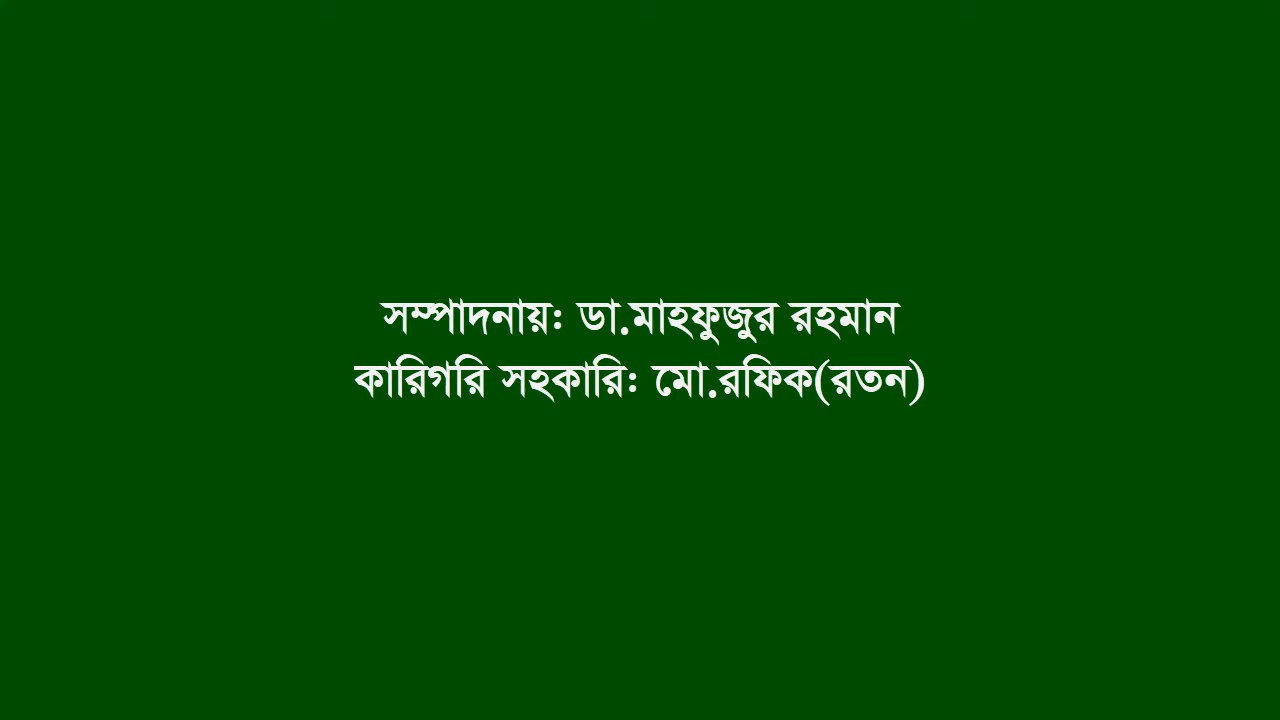 সম্পাদনায়ঃ ডা.মাহফুজুর রহমান
কারিগরি সহকারিঃ মো.রফিক(রতন)